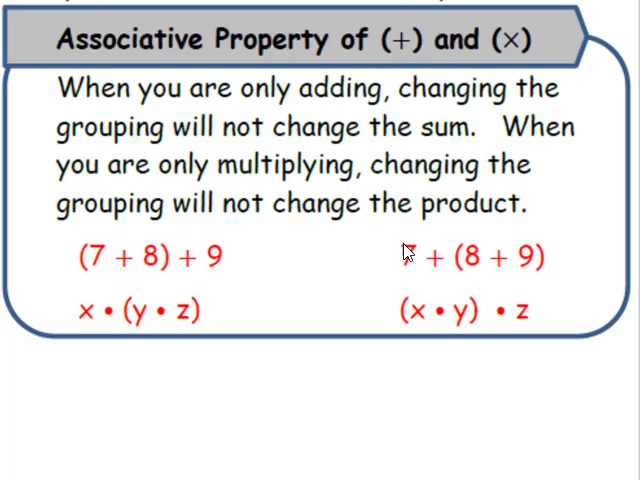 Associative Property of (+) and (×)
When you are only adding, changing the
grouping will not change the sum. When
you are only multiplying, changing the
grouping will not change the product.
(7 + 8) + 9 7 + (8 + 9)
x • (y • z) (x • y) • z